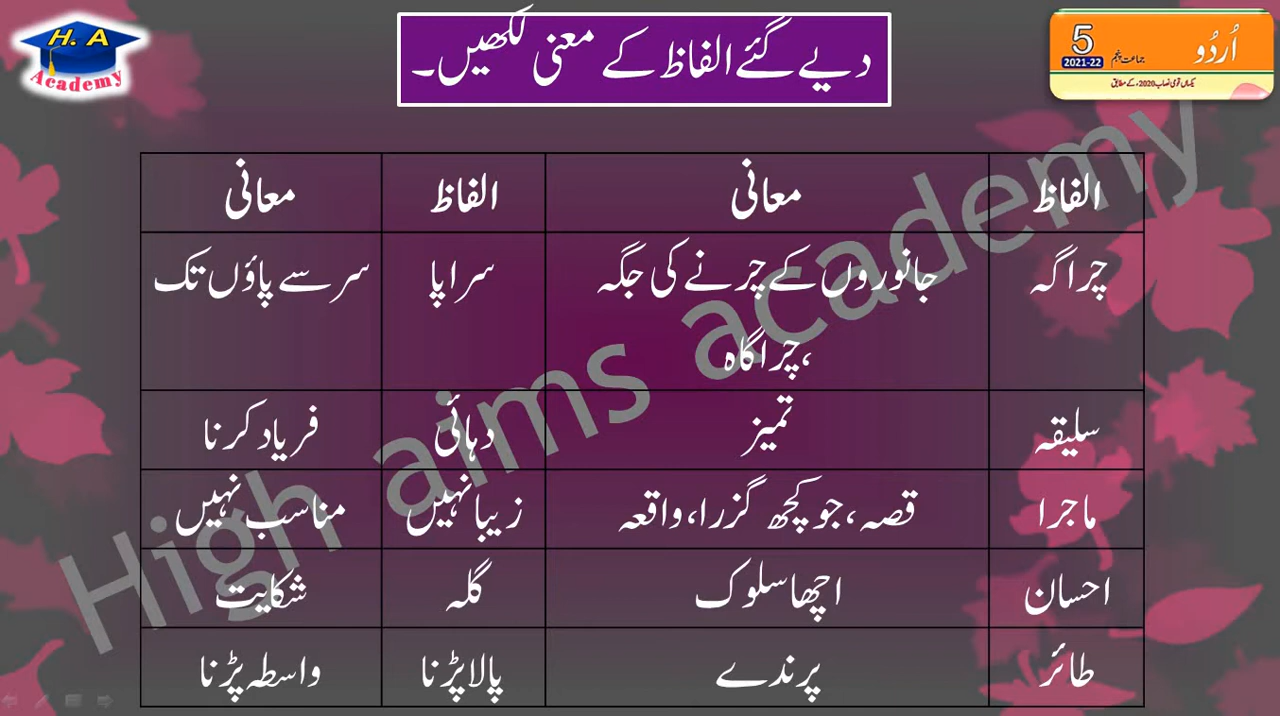 H. A
Academy
دیے گئے الفاظ کے معنی لکھیں۔
اُردُو
5
جماعت پنجم
2021-22
یکساں قومی نصاب 2020ء کے مطابق
الفاظ معانی الفاظ معانی
چراگہ جانوروں کے چرنے کی جگہ سراپا سر سے پاؤں تک
،چراگاہ
سلیقہ تمیز دہائی فریاد کرنا
ماجرا قصہ، جو کچھ گزرا، واقعہ زیبا نہیں مناسب نہیں
احسان اچھا سلوک گلہ شکایت
طائر پرندے پالا پڑنا واسطہ پڑنا
High aims academy